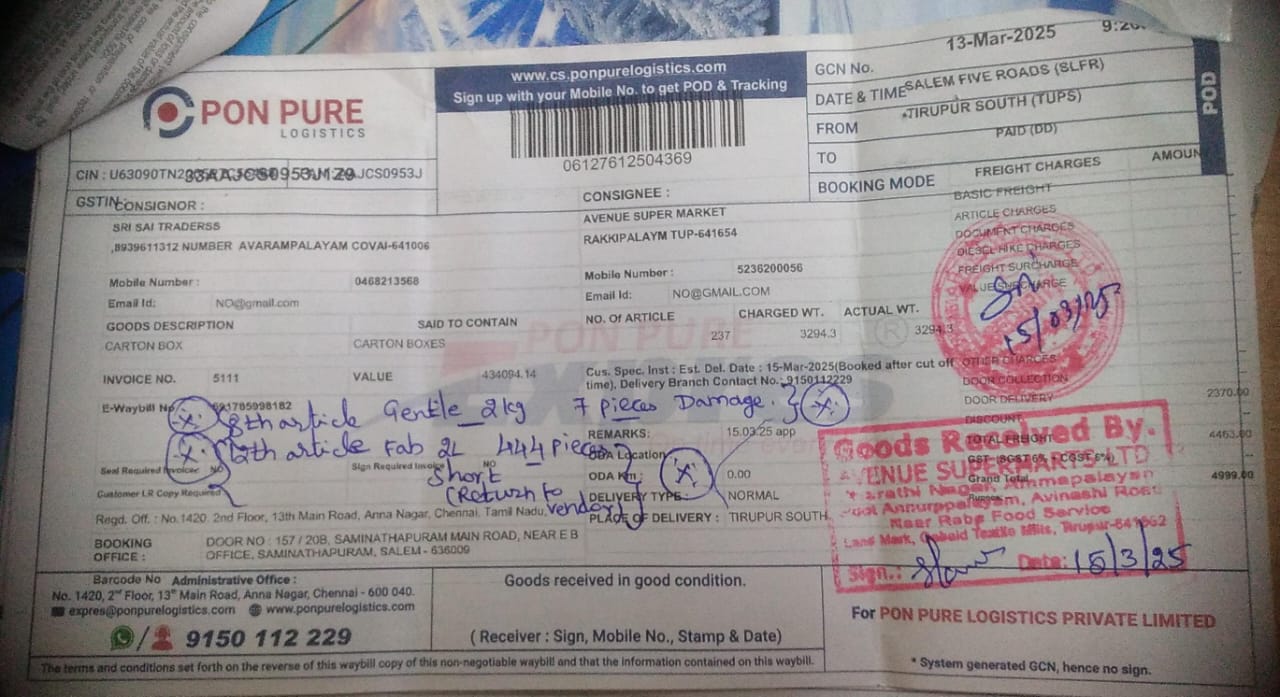 PON PURE
LOGISTICS
www.cs.ponpurelogistics.com
Sign up with your Mobile No. to get POD & Tracking
06127612504369
13-Mar-2025
GCN No.
DATE & TIME SALEM FIVE ROADS (SLFR)
FROM TIRUPUR SOUTH (TUPS)
TO PAID (DD)
BOOKING MODE FREIGHT CHARGES
POD
CIN :
33AAJCS0953J1Z9
GSTIN
CONSIGNOR :
SRI SAI TRADERSS
,8939611312 NUMBER AVARAMPALAYAM COVAI-641006
Mobile Number : 0468213568
Email Id: NO@gmail.com
CONSIGNEE :
AVENUE SUPER MARKET
RAKKIPALAYM TUP-641654
Mobile Number : 5236200056
Email Id: NO@GMAIL.COM
GOODS DESCRIPTION SAID TO CONTAIN
CARTON BOX CARTON BOXES
NO. OF ARTICLE CHARGED WT. ACTUAL WT.
237 3294.3 3294.3
INVOICE NO. 5111 VALUE 434094.14
Cus. Spec. Inst : Est. Del. Date : 15-Mar-2025(Booked after cut off
time), Delivery Branch Contact No.: 9150112229
E-Waybill No
8th article Gentle 2kg 7 pieces Damage.
12th article Fab 2L 444 pieces
short
(Return to
vendor)
Seal Required Invoice: NO
Sign Required Invoice NO
Customer LR Copy Required
REMARKS: 15.03.25 app
ODA Location
ODA Km : 0.00
DELIVERY TYPE : NORMAL
PLACE OF DELIVERY : TIRUPUR SOUTH
BASIC FREIGHT
ARTICLE CHARGES
DOCUMENT CHARGES
DIESEL HIKE CHARGES
FREIGHT SURCHARGE
VALUE SURCHARGE
15/03/25
OTHER CHARGES
DOOR COLLECTION
DOOR DELIVERY 2370.00
DISCOUNT
TOTAL FREIGHT 4463.00
GST- (SGST 6% + CGST 6%)
Grand Total 4999.00
Rupees
Goods Received By.
AVENUE SUPERMARTS LTD
Near Raba Food Service
Sign.: Date: 15/3/25
Regd. Off : No.1420, 2nd Floor, 13th Main Road, Anna Nagar, Chennai, Tamil Nadu,
BOOKING
OFFICE :
DOOR NO : 157 / 20B, SAMINATHAPURAM MAIN ROAD, NEAR E B
OFFICE, SAMINATHAPURAM, SALEM - 636009
Barcode No Administrative Office :
No. 1420, 2nd Floor, 13th Main Road, Anna Nagar, Chennai - 600 040.
expres@ponpurelogistics.com www.ponpurelogistics.com
9150 112 229
Goods received in good condition.
( Receiver : Sign, Mobile No., Stamp & Date)
For PON PURE LOGISTICS PRIVATE LIMITED
* System generated GCN, hence no sign.
The terms and conditions set forth on the reverse of this waybill copy of this non-negotiable waybill and that the Information contained on this waybill.